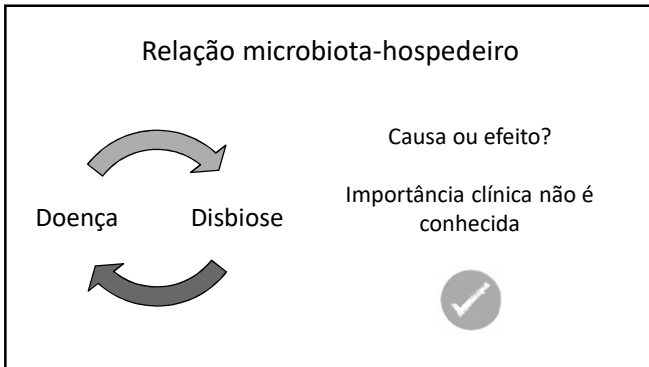 Relação microbiota-hospedeiro
Causa ou efeito?
Importância clínica não é
conhecida
Doença
Disbiose